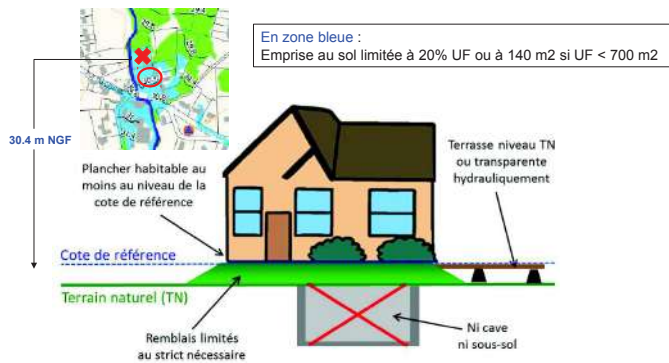 En zone bleue :
Emprise au sol limitée à 20% UF ou à 140 m2 si UF < 700 m2
30.4 m NGF
Plancher habitable au
moins au niveau de la
cote de référence
Terrasse niveau TN
ou transparente
hydrauliquement
Cote de référence
Terrain naturel (TN)
Remblais limités
au strict nécessaire
Ni cave
ni sous-sol